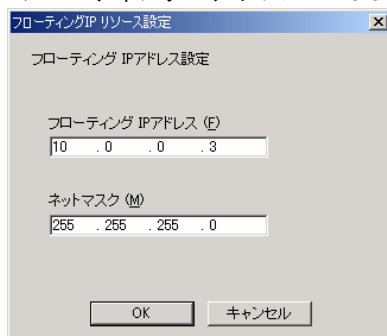 フローティングIP リソース設定
フローティング IPアドレス設定
フローティング IPアドレス (F)
10 . 0 . 0 . 3
ネットマスク (M)
255 . 255 . 255 . 0
OK キャンセル